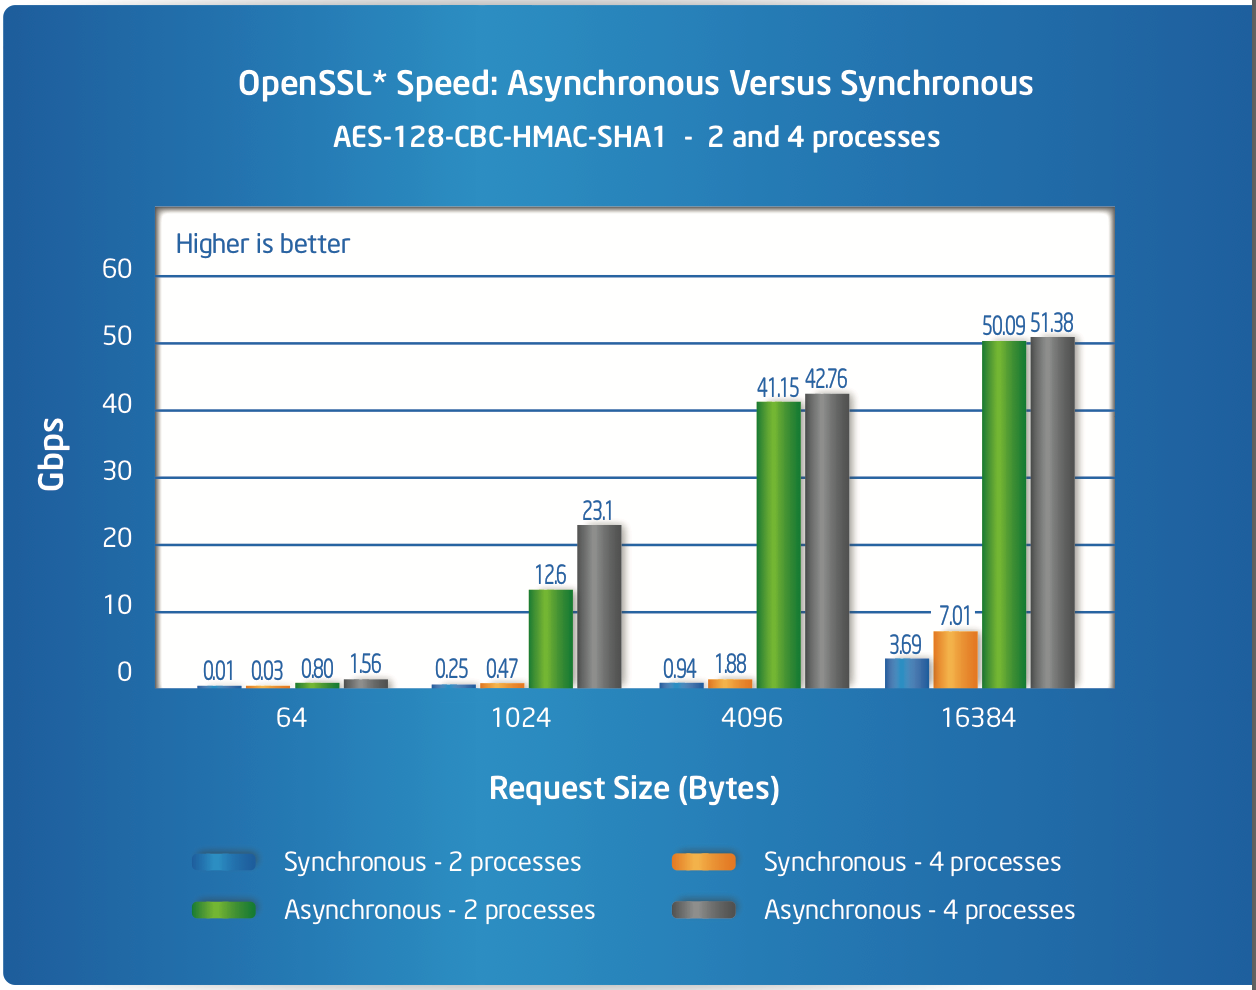 OpenSSL* Speed: Asynchronous Versus Synchronous
AES-128-CBC-HMAC-SHA1 - 2 and 4 processes
Higher is better
60
50
40
30
20
10
0
Gbps
0.01 0.03 0.80 1.56
0.25 0.47 12.6 23.1
0.94 1.88 41.15 42.76
3.69 7.01 50.09 51.38
64 1024 4096 16384
Request Size (Bytes)
Synchronous - 2 processes
Synchronous - 4 processes
Asynchronous - 2 processes
Asynchronous - 4 processes